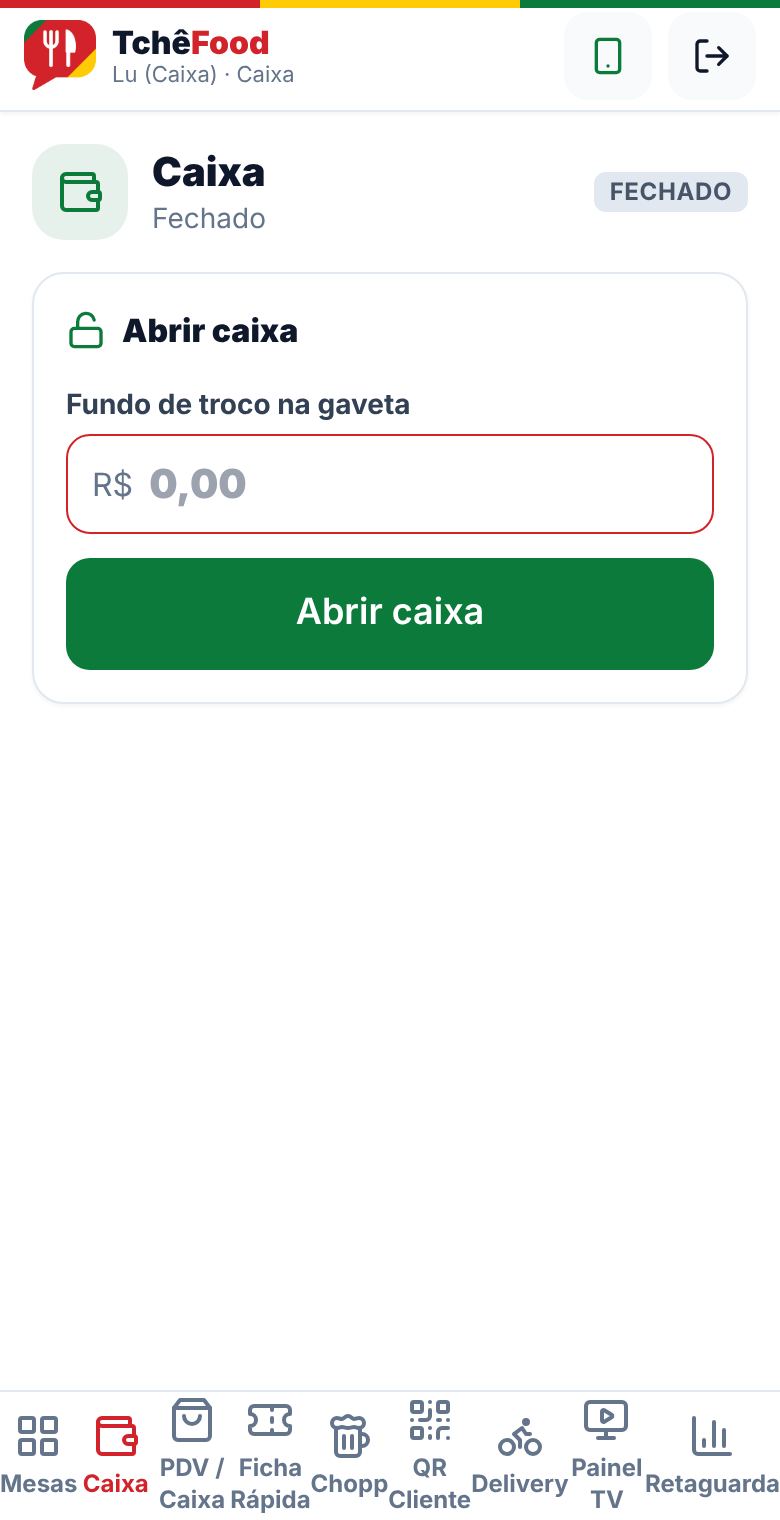 TchêFood
Lu (Caixa) · Caixa
Caixa
Fechado
FECHADO
Abrir caixa
Fundo de troco na gaveta
R$ 0,00
Abrir caixa
Mesas
Caixa
PDV /
Caixa
Ficha
Rápida
Chopp
QR
Cliente
Delivery
Painel
TV
Retaguarda